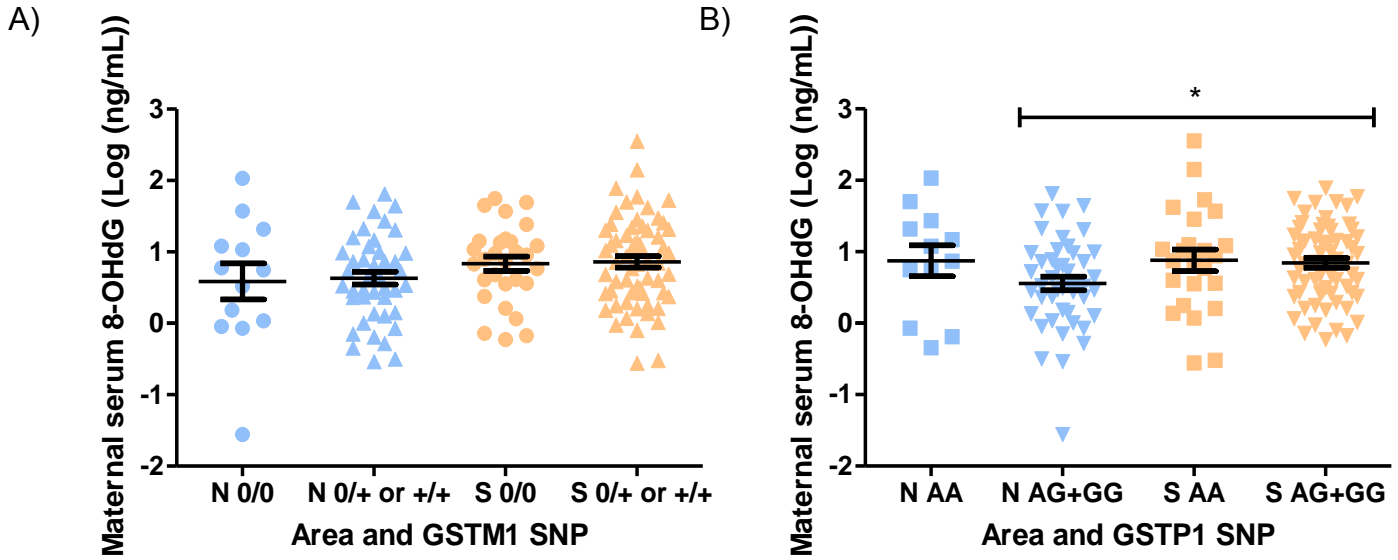 A)
Maternal serum 8-OHdG (Log (ng/mL))
3
2
1
0
-1
-2
N 0/0 N 0/+ or +/+ S 0/0 S 0/+ or +/+
Area and GSTM1 SNP
B)
Maternal serum 8-OHdG (Log (ng/mL))
*
3
2
1
0
-1
-2
N AA N AG+GG S AA S AG+GG
Area and GSTP1 SNP